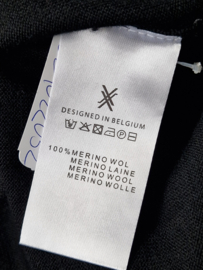 DESIGNED IN BELGIUM
100%MERINO WOL
MERINO LAINE
MERINO WOOL
MERINO WOLLE